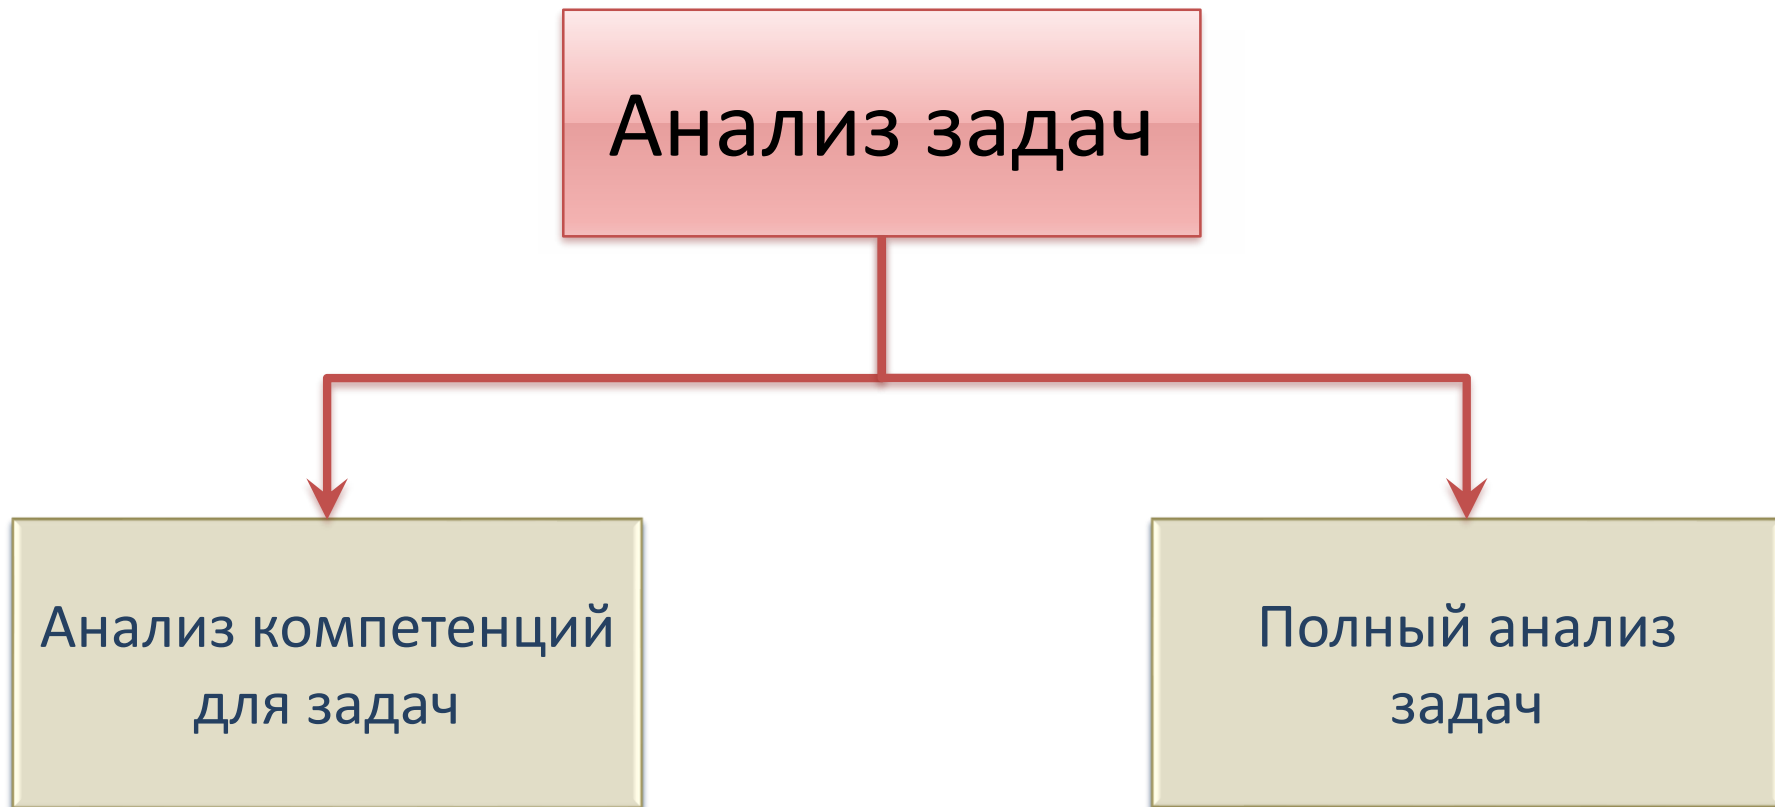 Анализ задач
Анализ компетенций
для задач
Полный анализ
задач